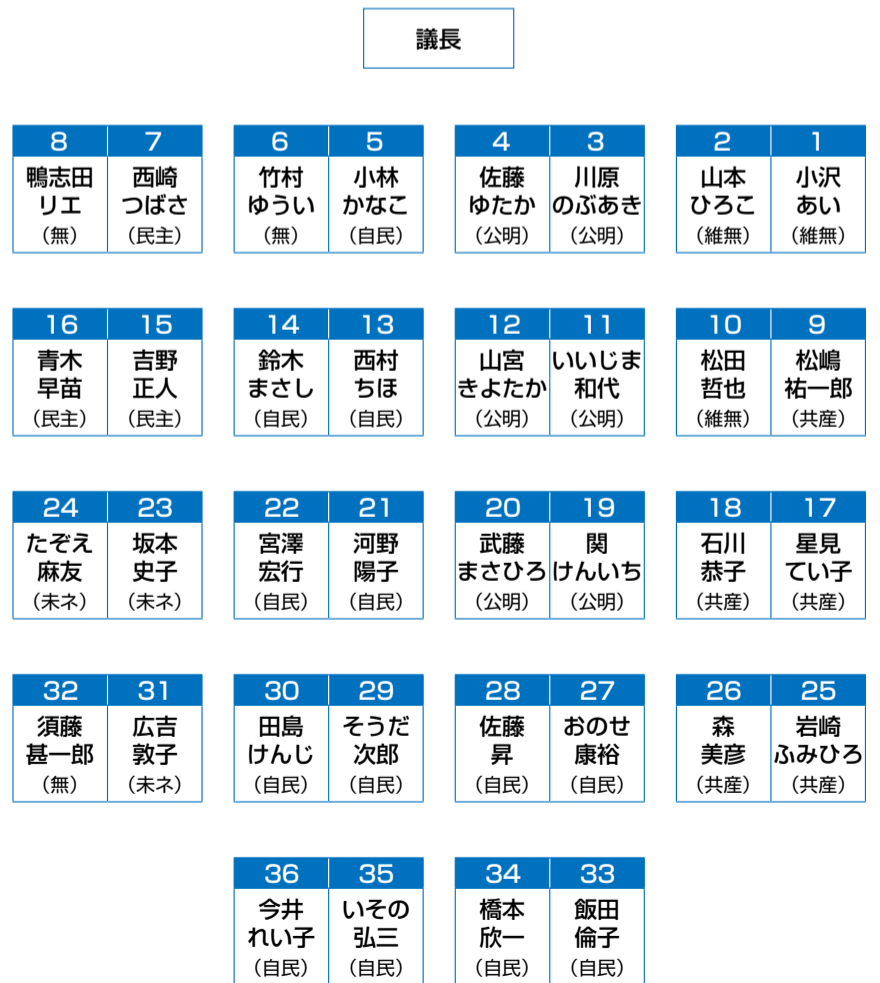 議長
8 7 6 5 4 3 2 1
鴨志田 西崎 竹村 小林 佐藤 川原 山本 小沢
リエ つばさ ゆうい かなこ ゆたか のぶあき ひろこ あい
（無） （民主） （無） （自民） （公明） （公明） （維無） （維無）
16 15 14 13 12 11 10 9
青木 吉野 鈴木 西村 山宮 いいじま 松田 松嶋
早苗 正人 まさし ちほ きよたか 和代 哲也 祐一郎
（民主） （民主） （自民） （自民） （公明） （公明） （維無） （共産）
24 23 22 21 20 19 18 17
たぞえ 坂本 宮澤 河野 武藤 関 石川 星見
麻友 史子 宏行 陽子 まさひろ けんいち 恭子 てい子
（未ネ） （未ネ） （自民） （自民） （公明） （公明） （共産） （共産）
32 31 30 29 28 27 26 25
須藤 広吉 田島 そうだ 佐藤 おのせ 森 岩崎
甚一郎 敦子 けんじ 次郎 昇 康裕 美彦 ふみひろ
（無） （未ネ） （自民） （自民） （自民） （自民） （共産） （共産）
36 35 34 33
今井 いその 橋本 飯田
れい子 弘三 欣一 倫子
（自民） （自民） （自民） （自民）